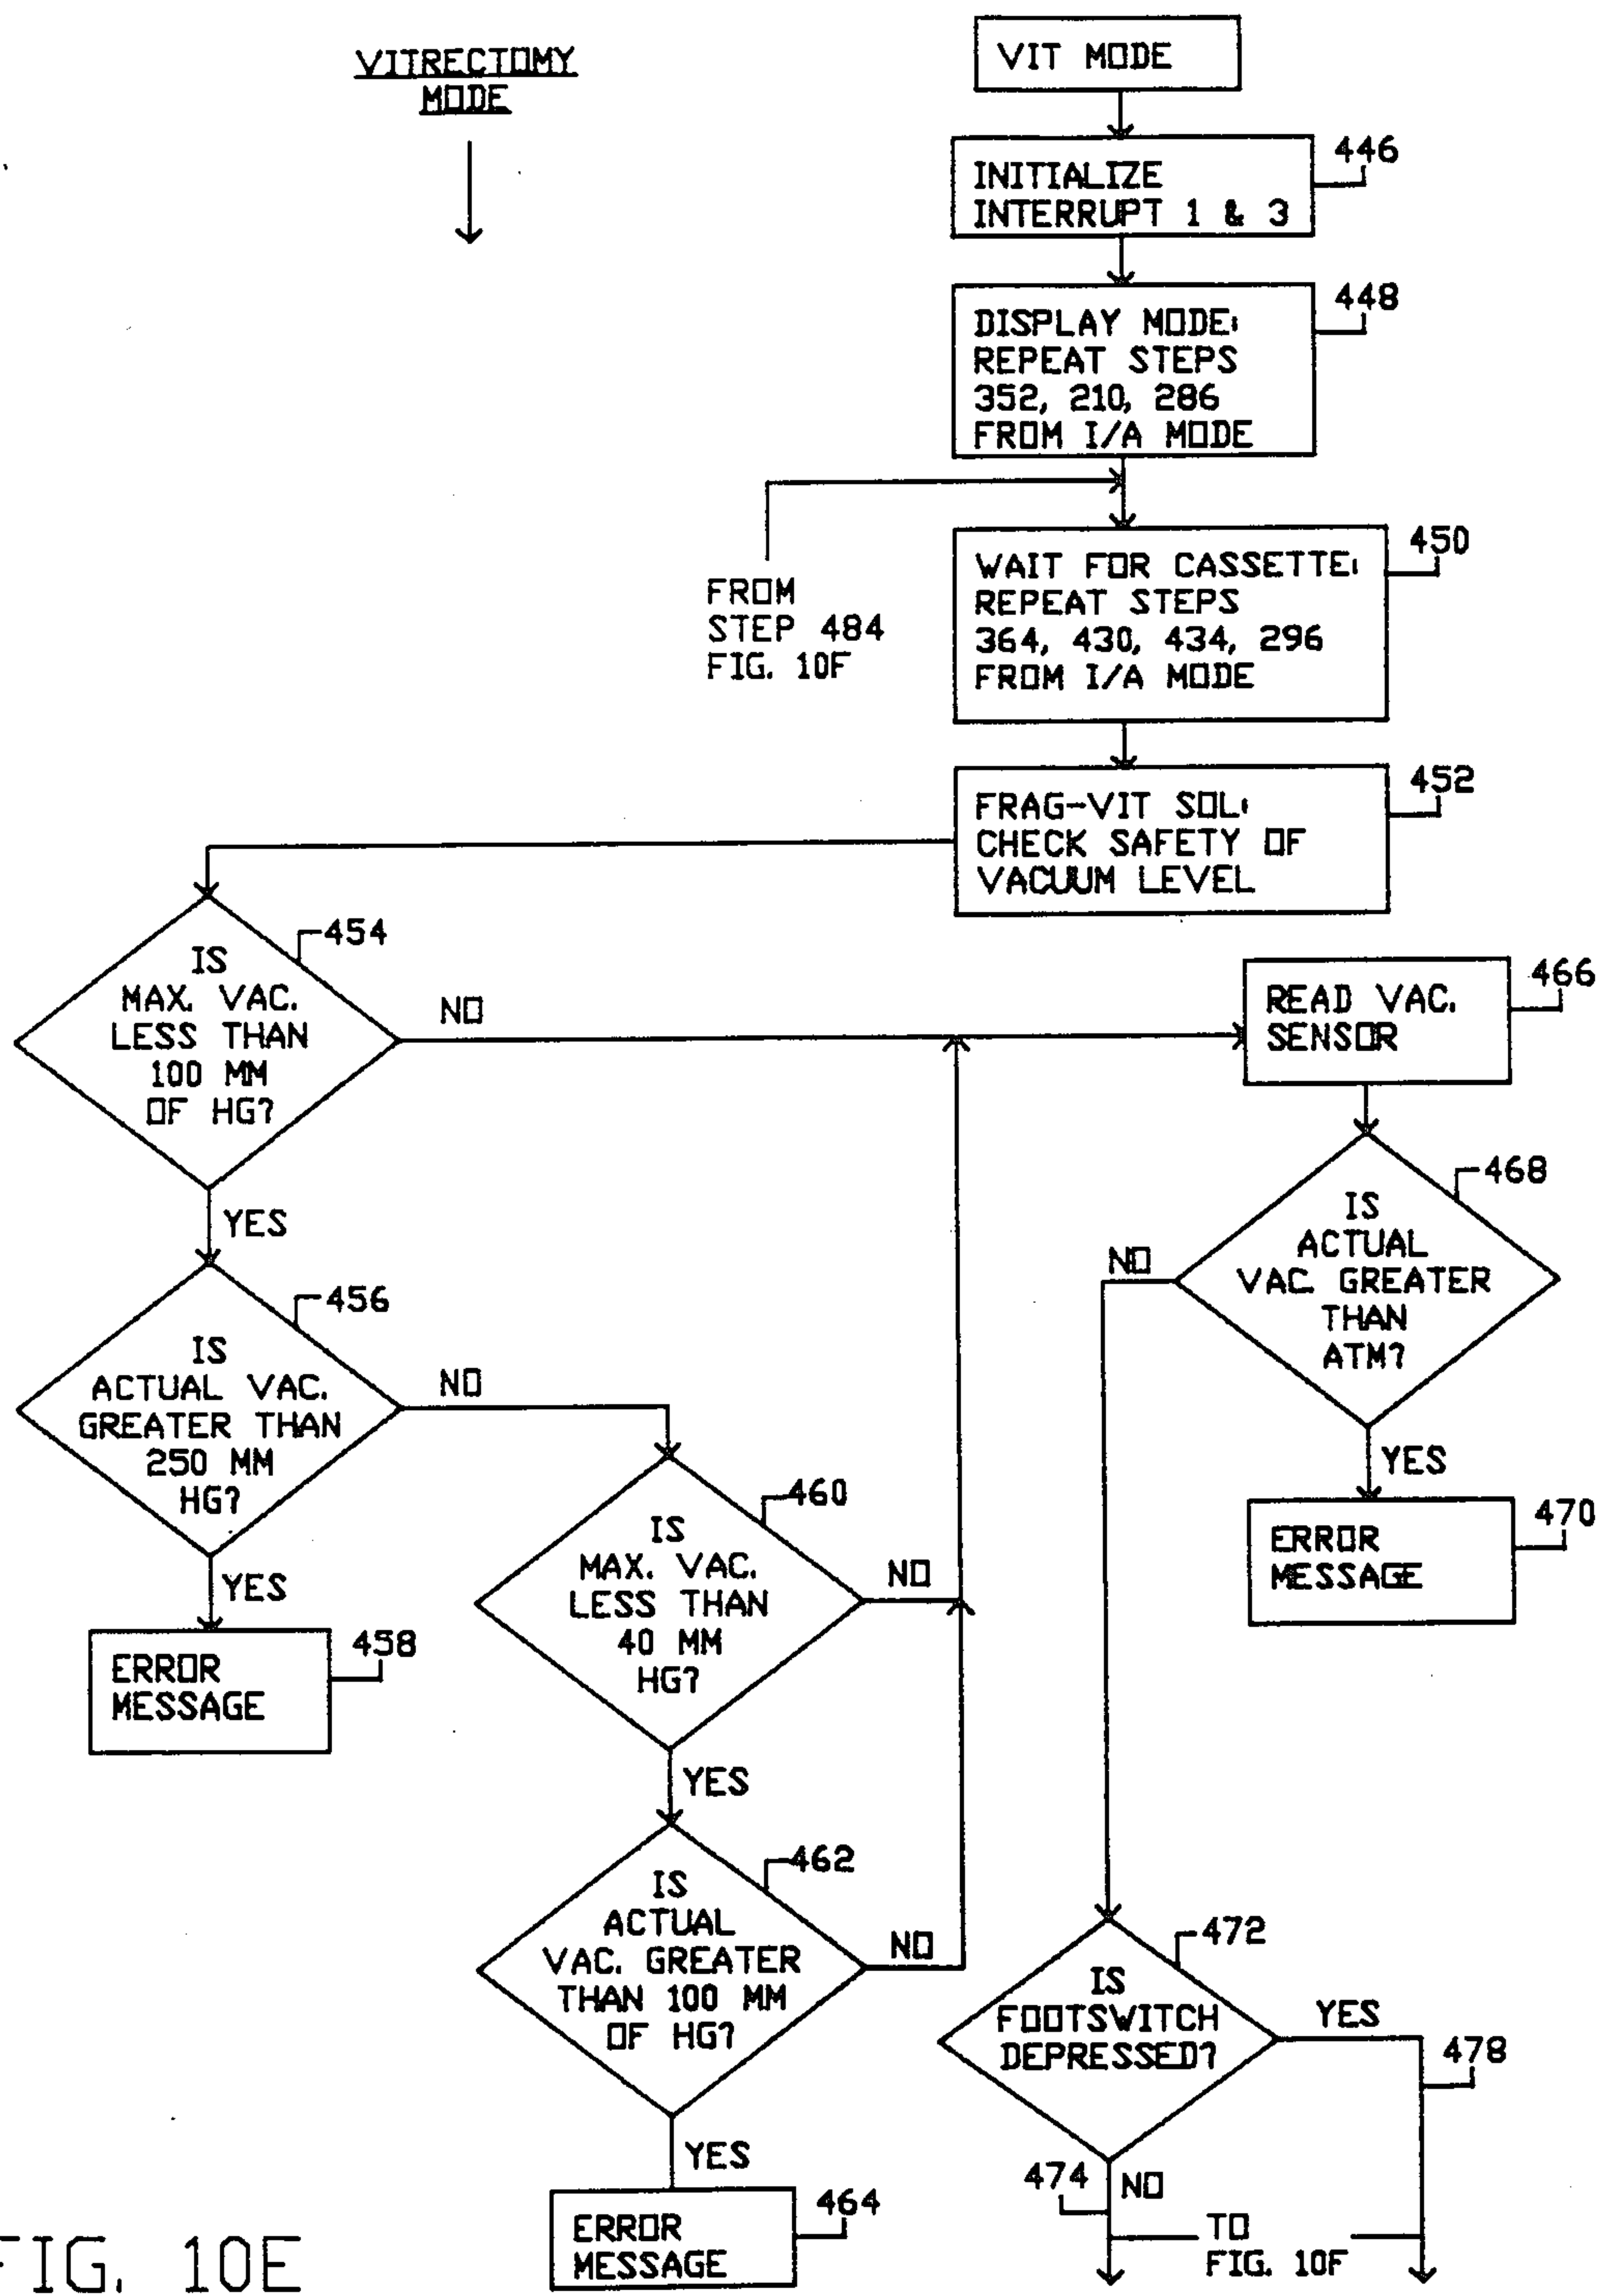 VITRECTOMY
MODE
VIT MODE
446
INITIALIZE
INTERRUPT 1 & 3
448
DISPLAY MODE:
REPEAT STEPS
352, 210, 286
FROM I/A MODE
FROM
STEP 484
FIG. 10F
450
WAIT FOR CASSETTE:
REPEAT STEPS
364, 430, 434, 296
FROM I/A MODE
452
FRAG-VIT SOL:
CHECK SAFETY OF
VACUUM LEVEL
454
IS
MAX. VAC.
LESS THAN
100 MM
OF HG?
NO
YES
466
READ VAC.
SENSOR
468
IS
ACTUAL
VAC. GREATER
THAN
ATM?
NO
YES
470
ERROR
MESSAGE
456
IS
ACTUAL VAC.
GREATER THAN
250 MM
HG?
NO
YES
458
ERROR
MESSAGE
460
IS
MAX. VAC.
LESS THAN
40 MM
HG?
NO
YES
462
IS
ACTUAL
VAC. GREATER
THAN 100 MM
OF HG?
NO
YES
464
ERROR
MESSAGE
472
IS
FOOTSWITCH
DEPRESSED?
YES
478
474
NO
TO
FIG. 10F
FIG. 10E